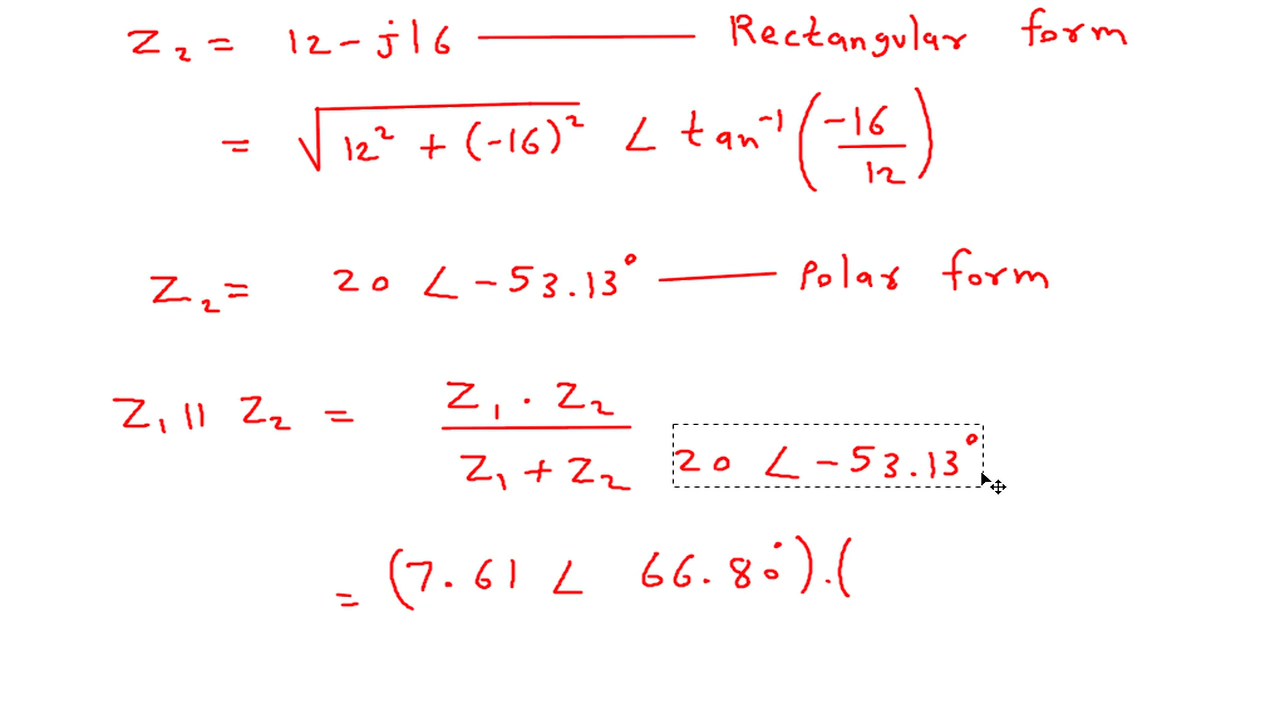 Z₂ = 12 - j16 ——— Rectangular form
= √(12² + (-16)²) ∠ tan⁻¹(-16/12)
Z₂ = 20 ∠ -53.13° ——— Polar form
Z₁ || Z₂ = Z₁ · Z₂ / Z₁ + Z₂
20 ∠ -53.13°
= (7.61 ∠ 66.80°).(